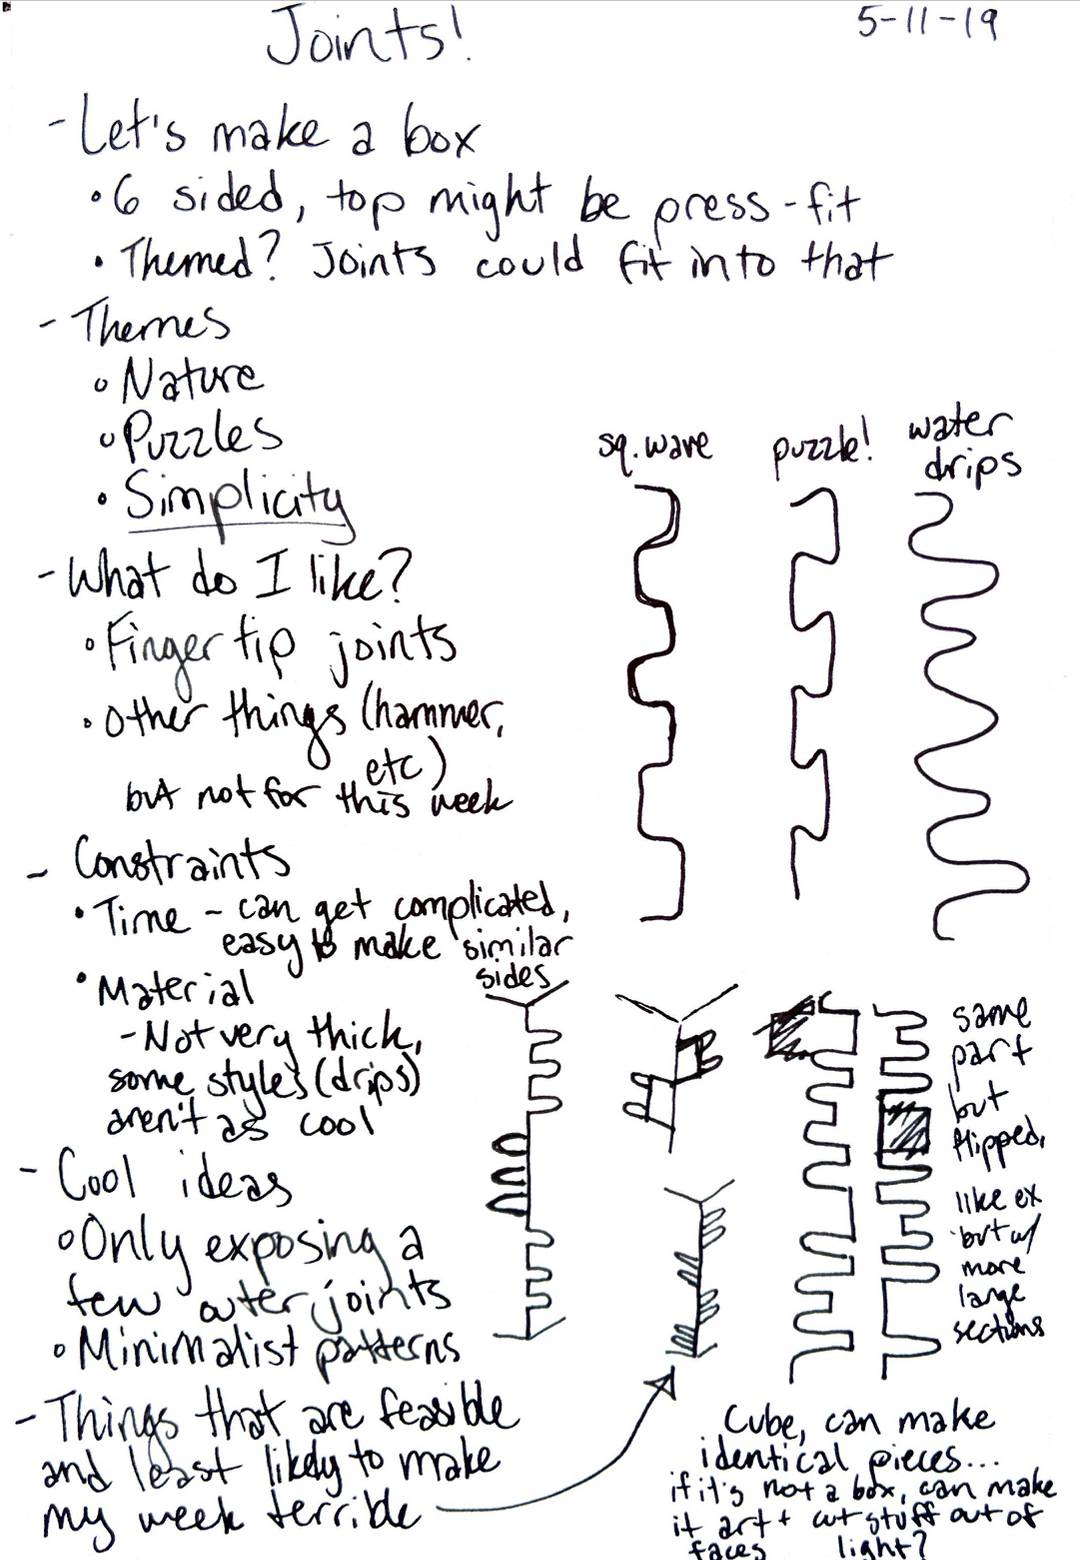 Joints!
5-11-19
- Let's make a box
• 6 sided, top might be press-fit
• Themed? Joints could fit into that
- Themes
• Nature
• Puzzles
• Simplicity
- What do I like?
• Finger tip joints
• Other things (hammer,
etc)
but not for this week
- Constraints
• Time - can get complicated,
easy to make similar
sides
• Material
- Not very thick,
some styles (drips)
aren't as cool
- Cool ideas
• Only exposing a
few outer joints
• Minimalist patterns
- Things that are feasible
and least likely to make
my week terrible
sq. wave
puzzle!
water
drips
same
part
but
flipped,
like ex
but w/
more
large
sections
Cube, can make
identical pieces...
if it's not a box, can make
it art + cut stuff out of
faces light?